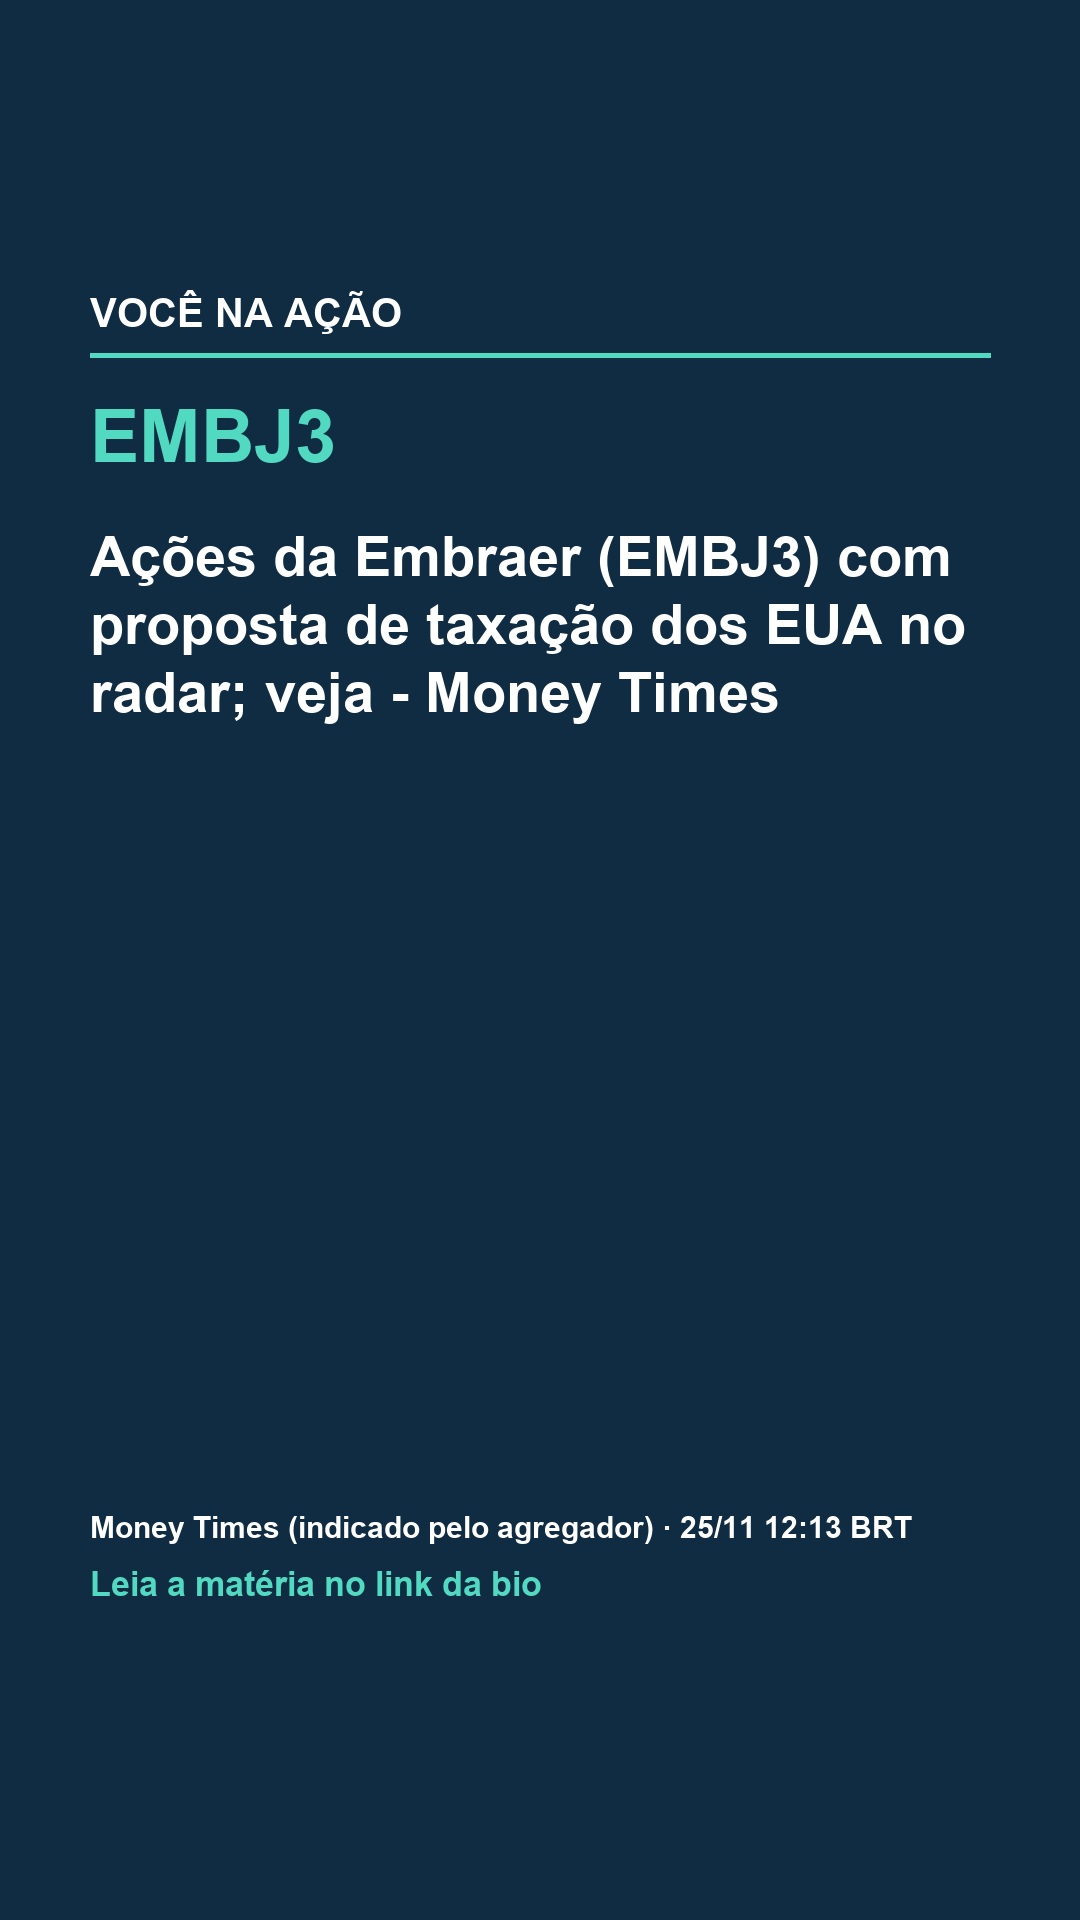 VOCÊ NA AÇÃO
EMBJ3
Ações da Embraer (EMBJ3) com
proposta de taxação dos EUA no
radar; veja - Money Times
Money Times (indicado pelo agregador) · 25/11 12:13 BRT
Leia a matéria no link da bio